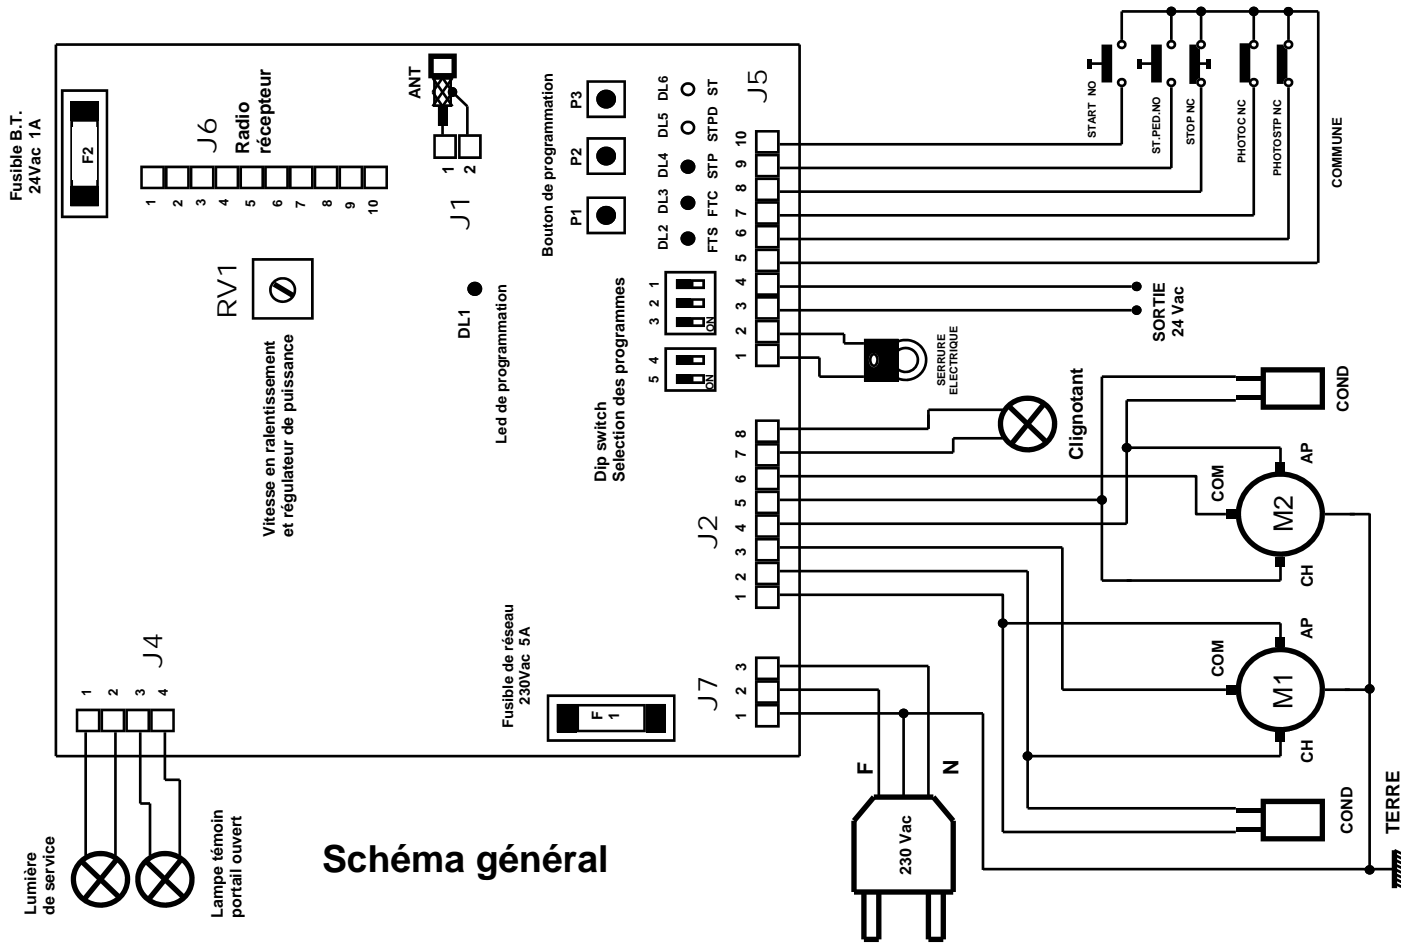 Fusible B.T.
24Vac 1A
F2
J6
Radio
récepteur
1
2
3
4
5
6
7
8
9
10
ANT
1
2
J1
RV1
Vitesse en ralentissement
et régulateur de puissance
DL1
Led de programmation
Bouton de programmation
P1
P2
P3
DL2
DL3
DL4
DL5
DL6
FTS
FTC
STP
STPD
ST
Dip switch
Selection des programmes
1
2
3
ON
4
5
ON
J5
10
9
8
7
6
5
4
3
2
1
START NO
ST.PED.NO
STOP NC
PHOTOC NC
PHOTOSTP NC
COMMUNE
SORTIE
24 Vac
SERRURE
ELECTRIQUE
Clignotant
J2
8
7
6
5
4
3
2
1
COND
COM
AP
M2
CH
COM
AP
M1
CH
COND
TERRE
J7
3
2
1
Fusible de réseau
230Vac 5A
F
1
F
N
230 Vac
J4
1
2
3
4
Lumière
de service
Lampe témoin
portail ouvert
Schéma général